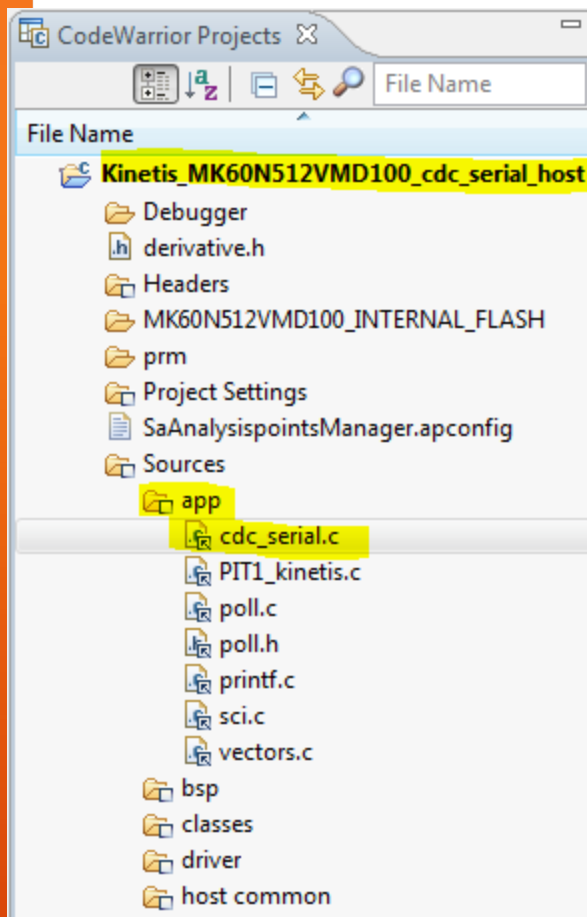 CodeWarrior Projects
File Name
File Name
Kinetis_MK60N512VMD100_cdc_serial_host
Debugger
derivative.h
Headers
MK60N512VMD100_INTERNAL_FLASH
prm
Project Settings
SaAnalysispointsManager.apconfig
Sources
app
cdc_serial.c
PIT1_kinetis.c
poll.c
poll.h
printf.c
sci.c
vectors.c
bsp
classes
driver
host common